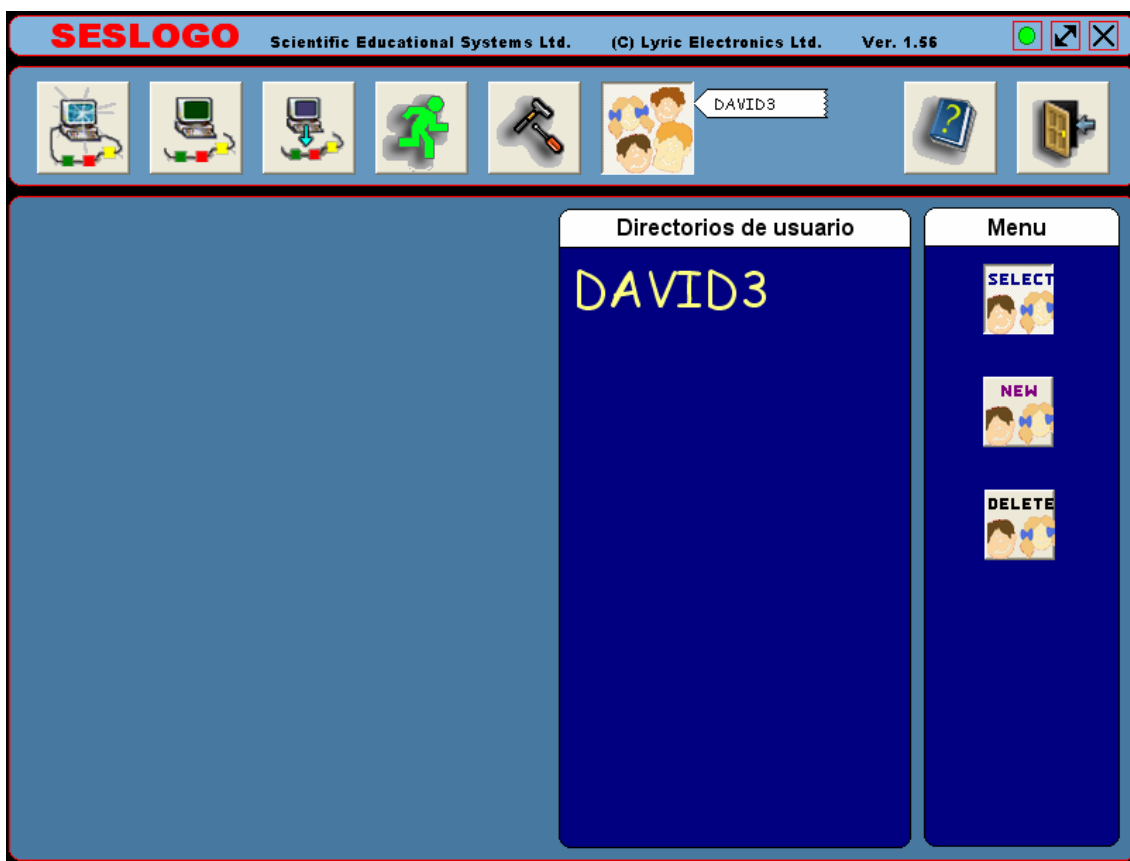 SESLOGO Scientific Educational Systems Ltd. (C) Lyric Electronics Ltd. Ver. 1.56
DAVID3
?
Directorios de usuario
DAVID3
Menu
SELECT
NEW
DELETE